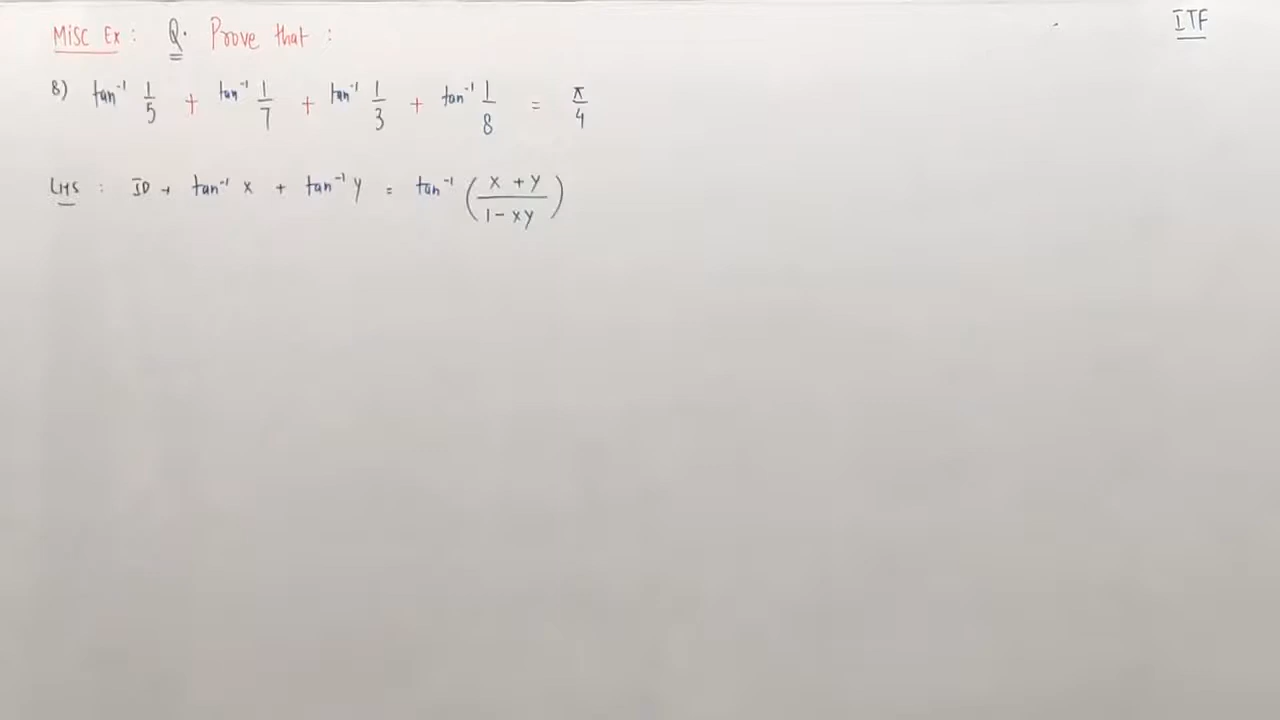 Misc Ex : Q. Prove that : ITF
8) tan⁻¹ 1/5 + tan⁻¹ 1/7 + tan⁻¹ 1/3 + tan⁻¹ 1/8 = π/4
LHS : ID → tan⁻¹ x + tan⁻¹ y = tan⁻¹ ((x + y)/(1 - xy))